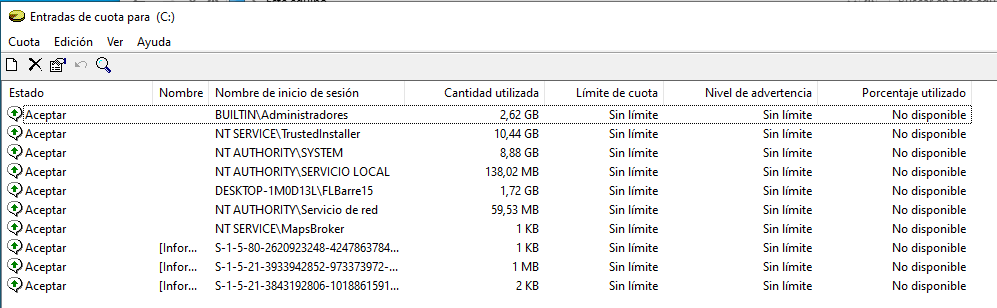 Entradas de cuota para (C:)
Cuota Edición Ver Ayuda
Estado Nombre Nombre de inicio de sesión Cantidad utilizada Límite de cuota Nivel de advertencia Porcentaje utilizado
Aceptar BUILTIN\Administradores 2,62 GB Sin límite Sin límite No disponible
Aceptar NT SERVICE\TrustedInstaller 10,44 GB Sin límite Sin límite No disponible
Aceptar NT AUTHORITY\SYSTEM 8,88 GB Sin límite Sin límite No disponible
Aceptar NT AUTHORITY\SERVICIO LOCAL 138,02 MB Sin límite Sin límite No disponible
Aceptar DESKTOP-1M0D13L\FLBarre15 1,72 GB Sin límite Sin límite No disponible
Aceptar NT AUTHORITY\Servicio de red 59,53 MB Sin límite Sin límite No disponible
Aceptar NT SERVICE\MapsBroker 1 KB Sin límite Sin límite No disponible
Aceptar [Infor... S-1-5-80-2620923248-4247863784... 1 KB Sin límite Sin límite No disponible
Aceptar [Infor... S-1-5-21-3933942852-973373972-... 1 MB Sin límite Sin límite No disponible
Aceptar [Infor... S-1-5-21-3843192806-1018861591... 2 KB Sin límite Sin límite No disponible